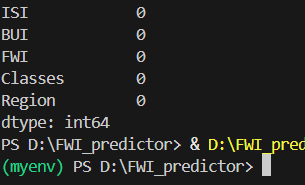 ISI 0
BUI 0
FWI 0
Classes 0
Region 0
dtype: int64
PS D:\FWI_predictor> & D:\FWI_pred
(myenv) PS D:\FWI_predictor>